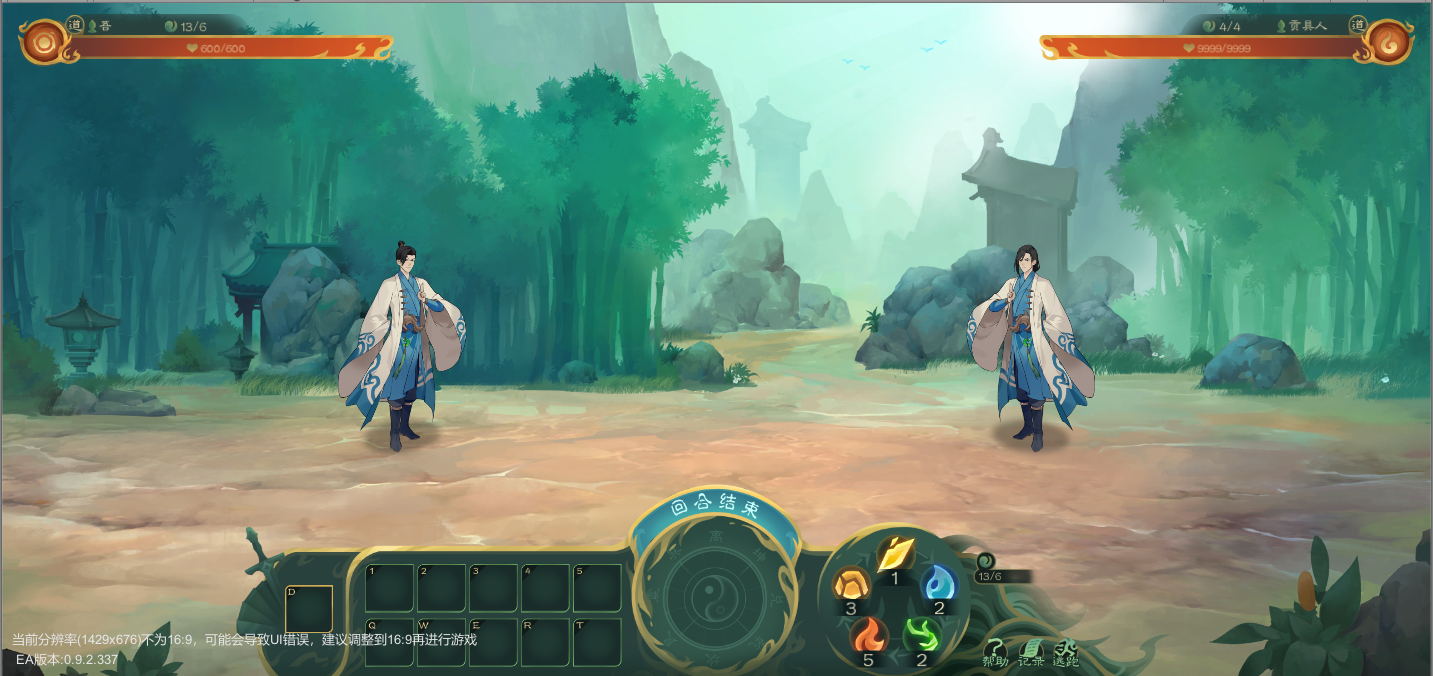 道 吾 13/6
600/600
4/4 贡具人 道
9999/9999
回合结束
1 2 3 4 5
D
Q W E R T
1
3 2
5 2
13/6
帮助 记录 逃跑
当前分辨率(1429x676)不为16:9，可能会导致UI错误，建议调整到16:9再进行游戏
EA版本:0.9.2.337